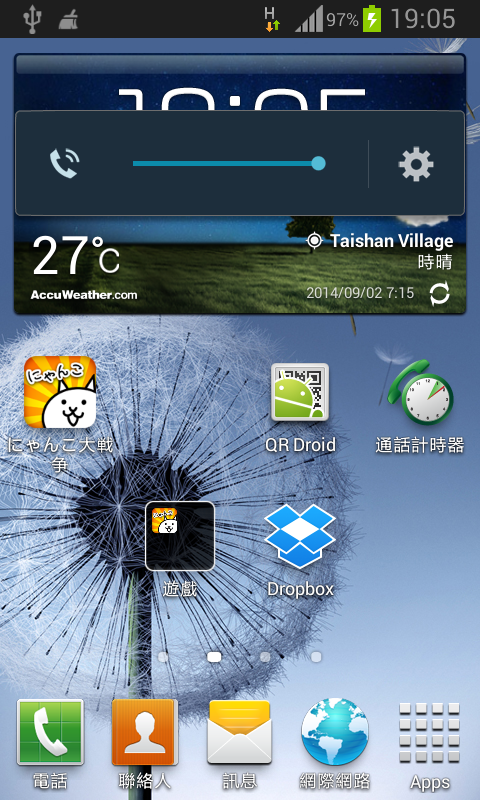 H
97%
19:05
27°C
Taishan Village
時晴
AccuWeather.com
2014/09/02 7:15
にゃんこ
にゃんこ大戦
争
QR Droid
通話計時器
遊戲
Dropbox
電話
聯絡人
訊息
網際網路
Apps